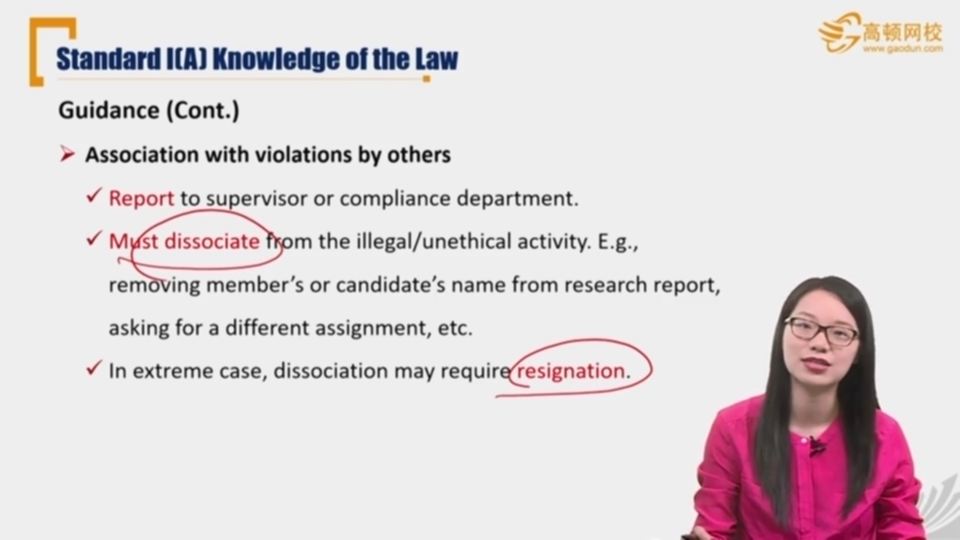 高顿网校
www.gaodun.com
Standard I(A) Knowledge of the Law
Guidance (Cont.)
Association with violations by others
Report to supervisor or compliance department.
Must dissociate from the illegal/unethical activity. E.g.,
removing member's or candidate's name from research report,
asking for a different assignment, etc.
In extreme case, dissociation may require resignation.